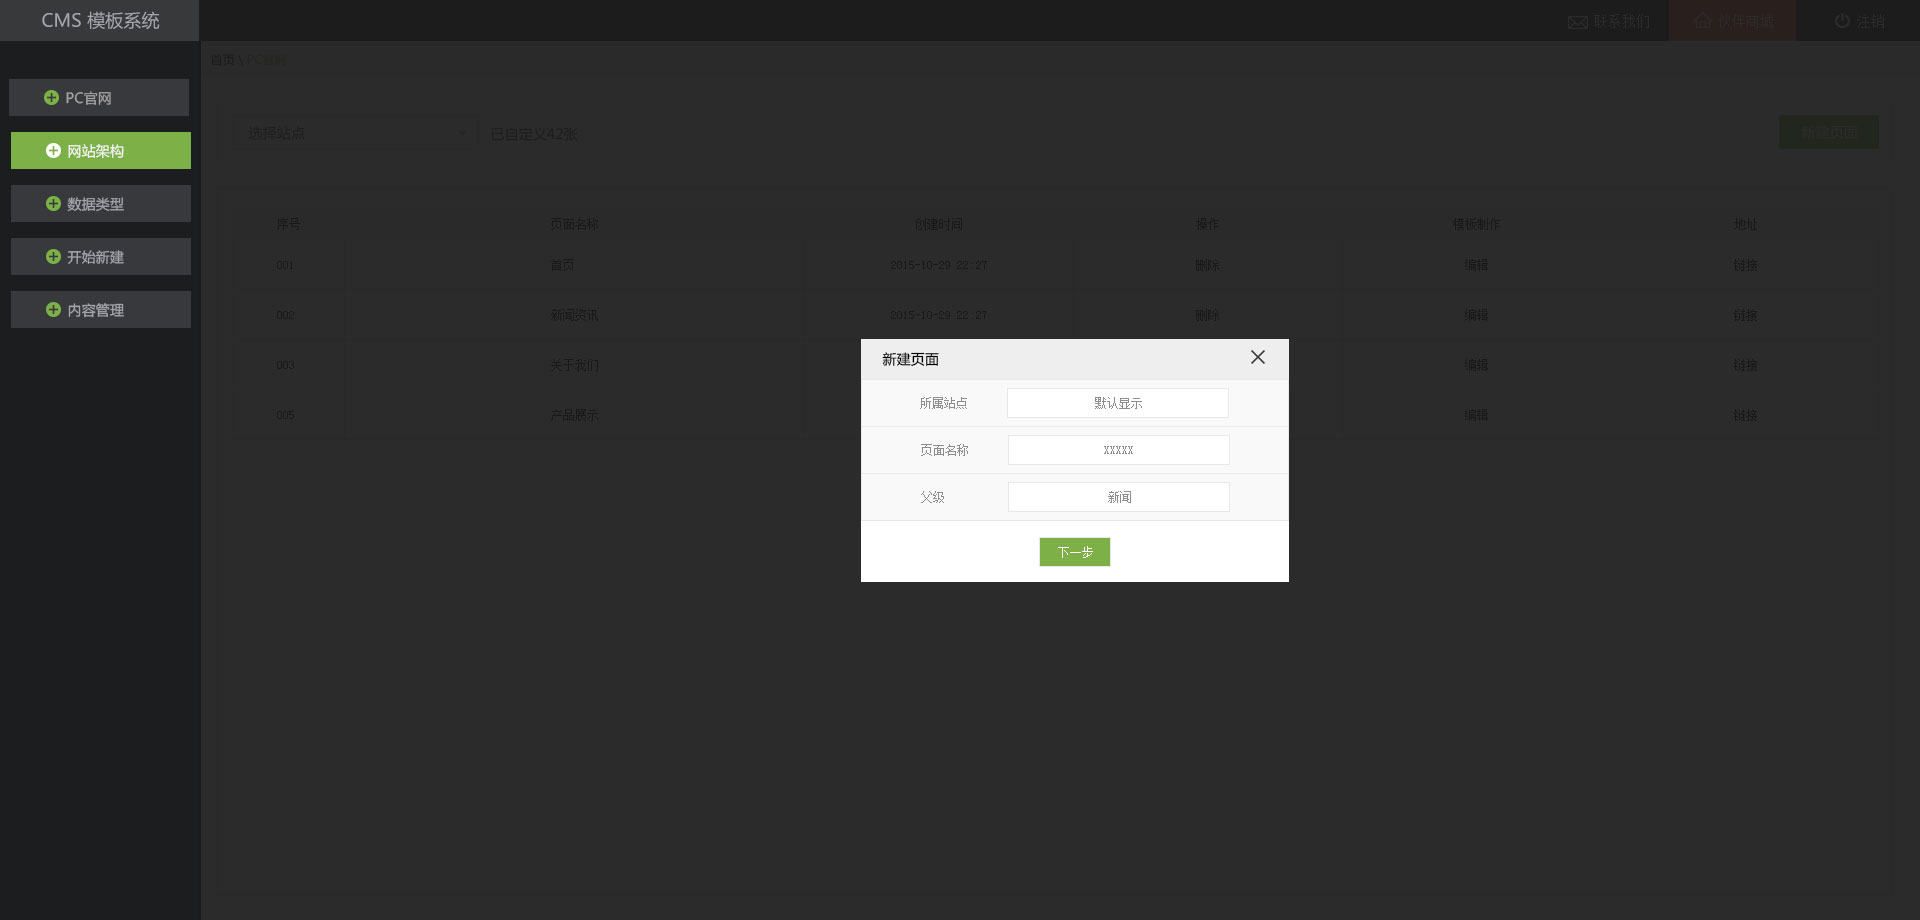 CMS 模板系统
联系我们
伙伴商城
注销
首页 \ PC官网
PC官网
网站架构
数据类型
开始新建
内容管理
选择站点
已自定义42张
新建页面
序号 页面名称 创建时间 操作 模板制作 地址
001 首页 2015-10-29 22:27 删除 编辑 链接
002 新闻资讯 2015-10-29 22:27 删除 编辑 链接
003 关于我们 编辑 链接
005 产品展示 编辑 链接
新建页面
所属站点 默认显示
页面名称 XXXXX
父级 新闻
下一步